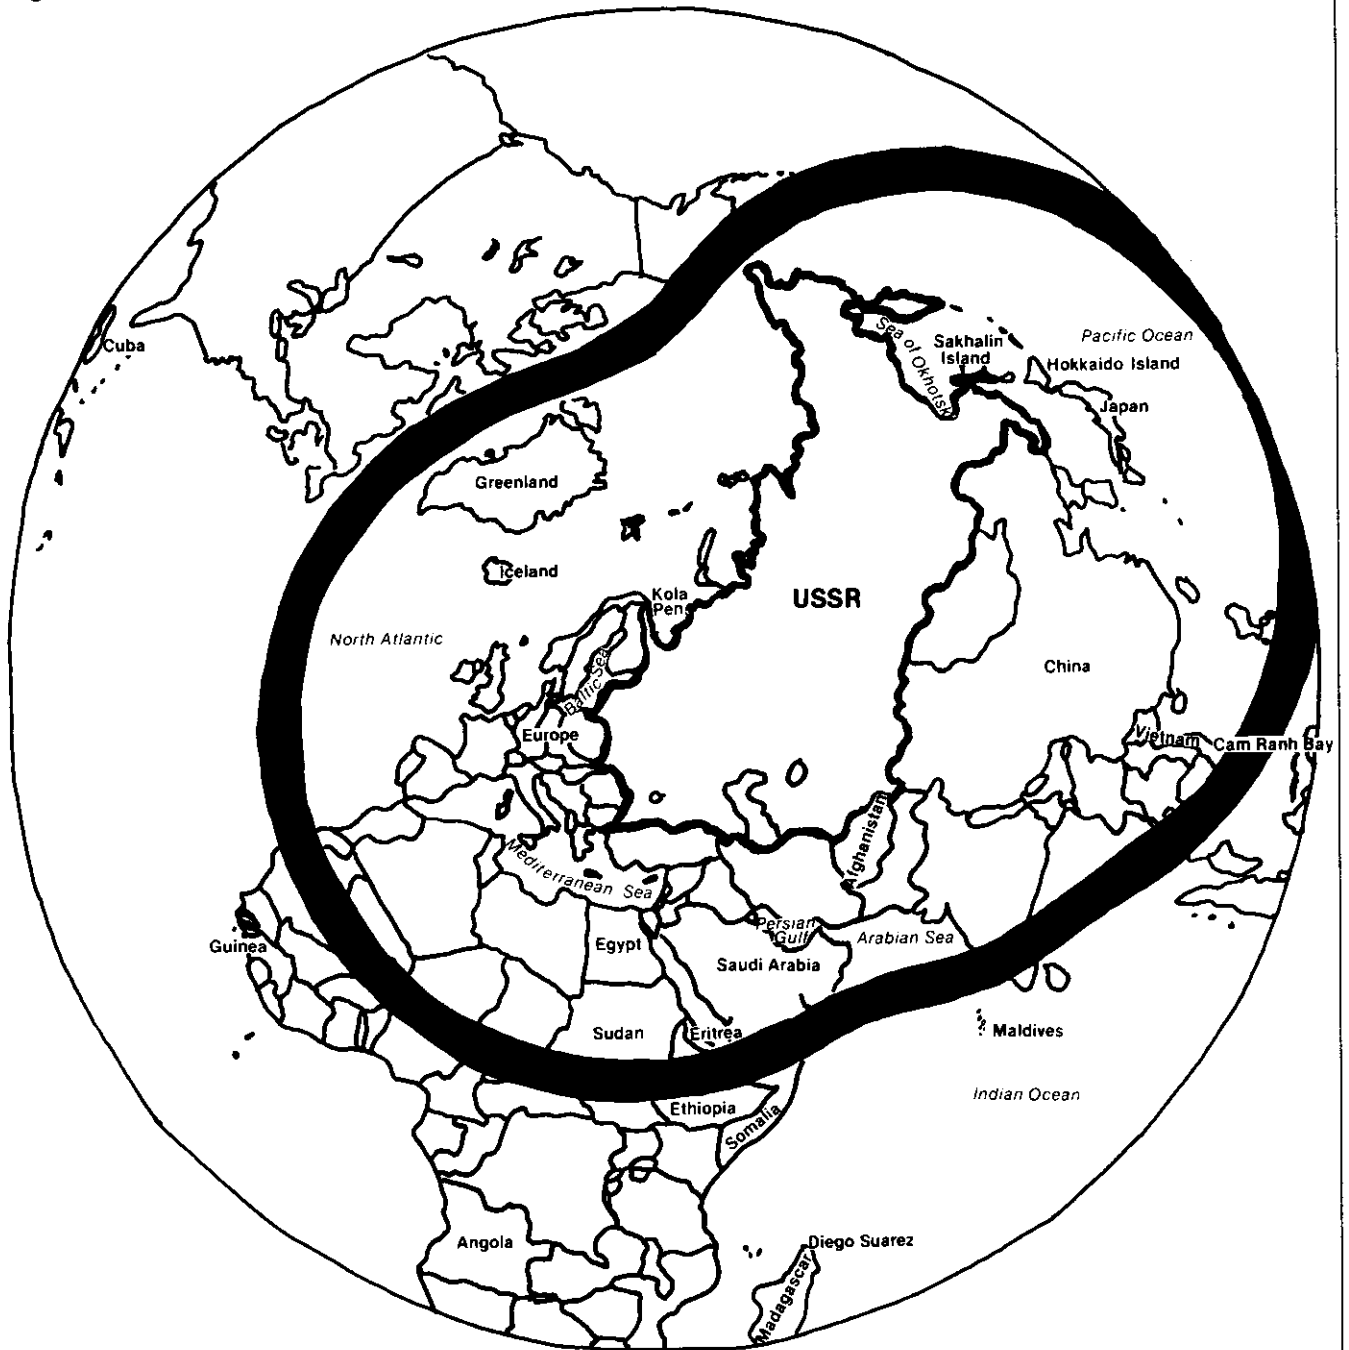 Cuba
Pacific Ocean
Sea of Okhotsk
Sakhalin
Island
Hokkaido Island
Japan
Greenland
Iceland
Kola
Pen
USSR
North Atlantic
Baltic Sea
China
Europe
Vietnam
Cam Ranh Bay
Afghanistan
Mediterranean Sea
Persian
Gulf
Arabian Sea
Guinea
Egypt
Saudi Arabia
Sudan
Eritrea
Maldives
Indian Ocean
Ethiopia
Somalia
Angola
Diego Suarez
Madagascar